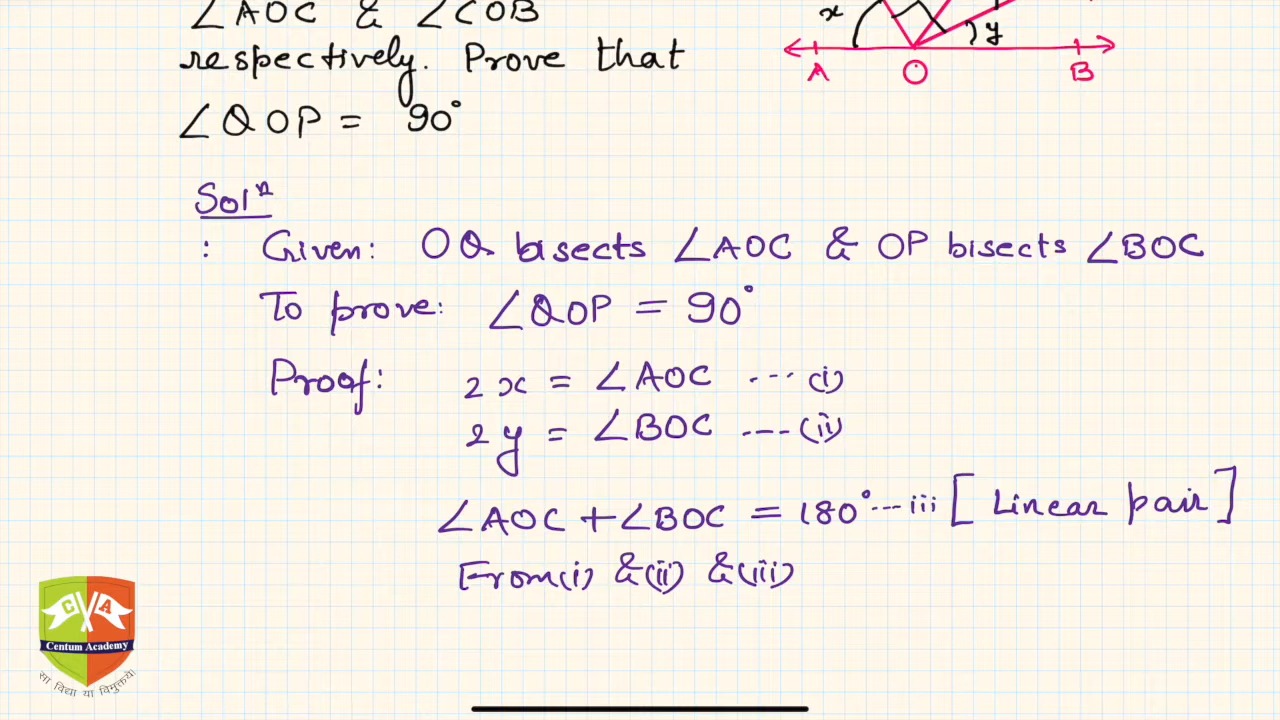 ∠AOC & ∠COB
respectively. Prove that
∠QOP = 90°
x
y
A
O
B
Solⁿ
: Given: OQ bisects ∠AOC & OP bisects ∠BOC
To prove: ∠QOP = 90°
Proof: 2x = ∠AOC ---(i)
2y = ∠BOC ---(ii)
∠AOC + ∠BOC = 180° ---iii [Linear pair]
From(i) &(ii) &(iii)
C A
Centum Academy
सा विद्या या विमुक्तये।